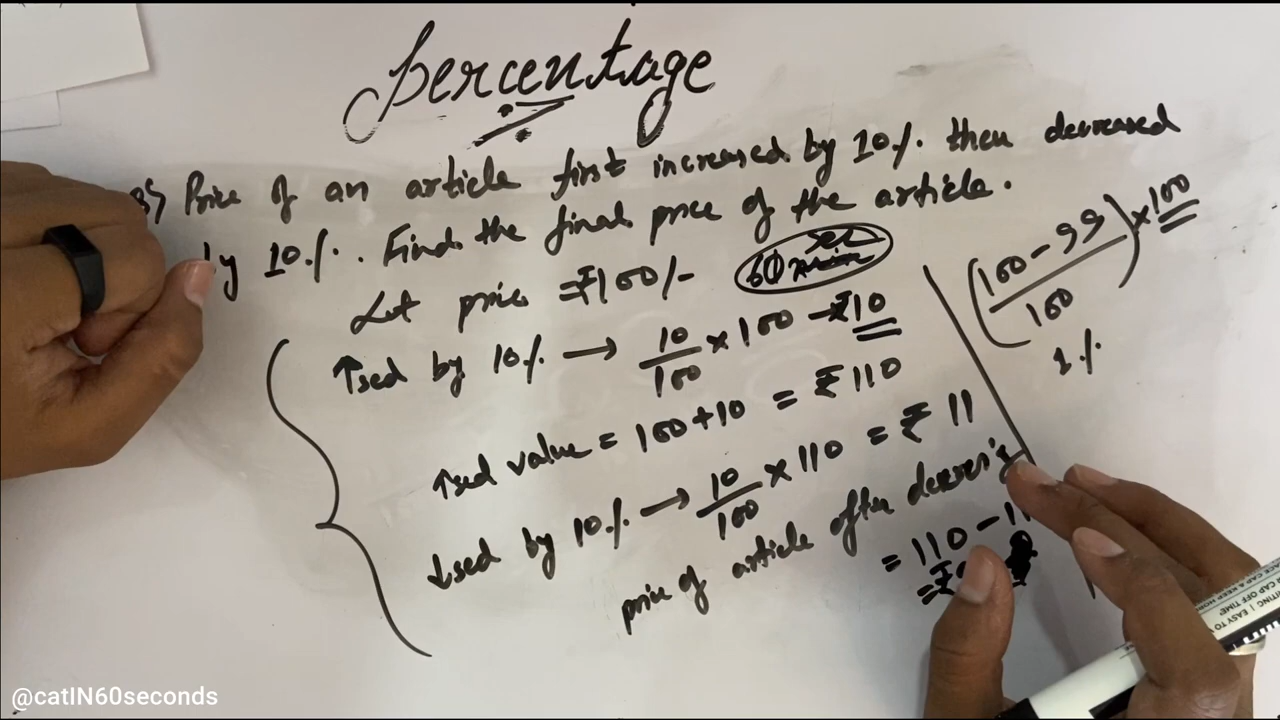 Percentage
Price of an article first increased by 10%. then decreased
by 10%. Find the final price of the article.
Let price = ₹100/-
60 sec
↑sed by 10% → 10/100 × 100 → ₹10
↑sed value = 100+10 = ₹110
↓sed by 10% → 10/100 × 110 = ₹ 11
price of article after
= 110 - 11
= ₹
(100 - 99 / 100) × 100
1%
@catIN60seconds